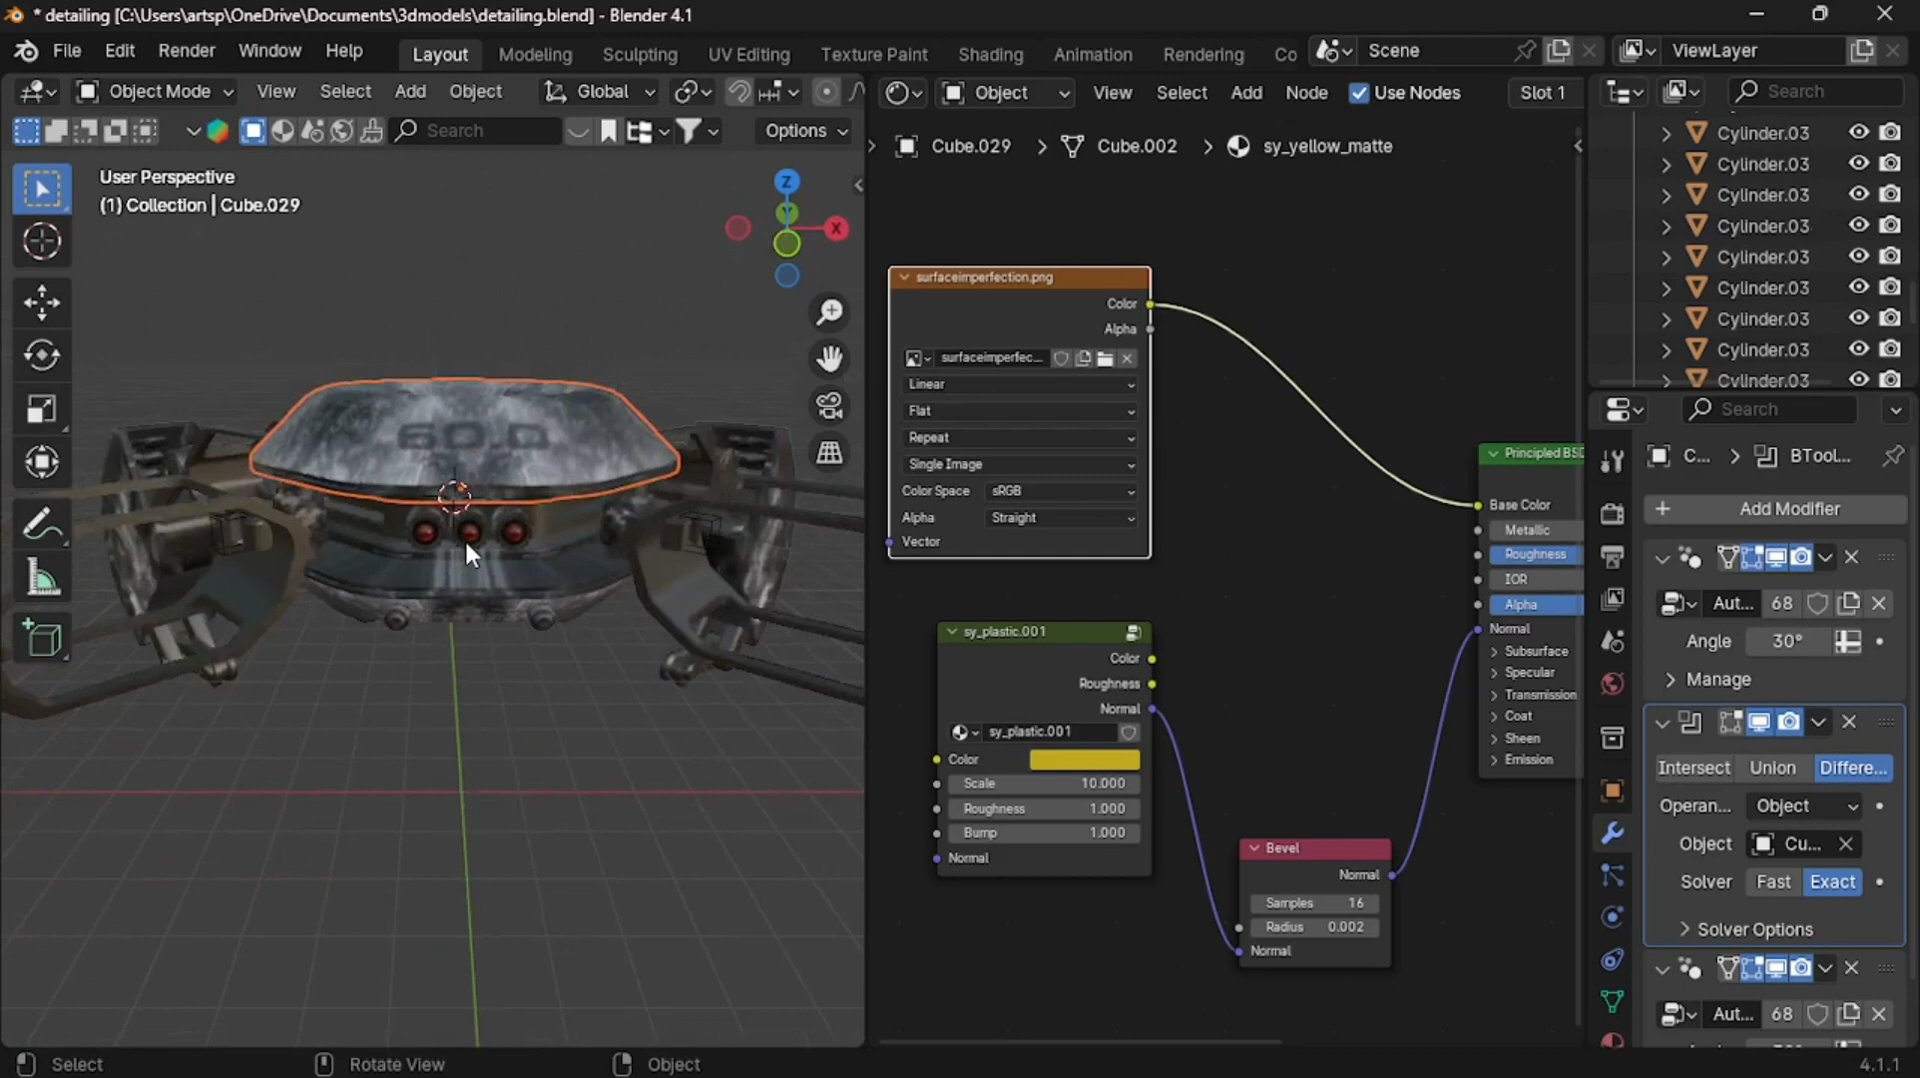 * detailing [C:\Users\artsp\OneDrive\Documents\3dmodels\detailing.blend] - Blender 4.1
File Edit Render Window Help
Layout Modeling Sculpting UV Editing Texture Paint Shading Animation Rendering Co
Scene
ViewLayer
Object Mode View Select Add Object Global
Object View Select Add Node Use Nodes Slot 1
Search
Search
Options
Cube.029 > Cube.002 > sy_yellow_matte
User Perspective
(1) Collection | Cube.029
Z
Y
X
60.0
surfaceimperfection.png
Color
Alpha
surfaceimperfec...
Linear
Flat
Repeat
Single Image
Color Space sRGB
Alpha Straight
Vector
sy_plastic.001
Color
Roughness
Normal
sy_plastic.001
Color
Scale 10.000
Roughness 1.000
Bump 1.000
Normal
Bevel
Normal
Samples 16
Radius 0.002
Normal
Principled BSD
Base Color
Metallic
Roughness
IOR
Alpha
Normal
Subsurface
Specular
Transmission
Coat
Sheen
Emission
Cylinder.03
Cylinder.03
Cylinder.03
Cylinder.03
Cylinder.03
Cylinder.03
Cylinder.03
Cylinder.03
Cylinder.03
Search
C... > BTool...
+ Add Modifier
Aut... 68
Angle 30°
Manage
Intersect Union Differe...
Operan... Object
Object Cu...
Solver Fast Exact
Solver Options
Aut... 68
Select Rotate View Object
4.1.1